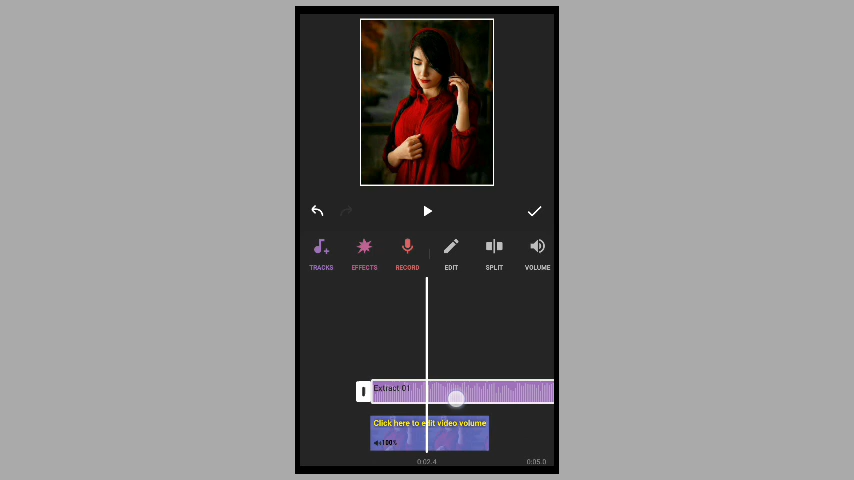 TRACKS EFFECTS RECORD EDIT SPLIT VOLUME
Extract 01
Click here to edit video volume
100%
0:02.4 0:05.0